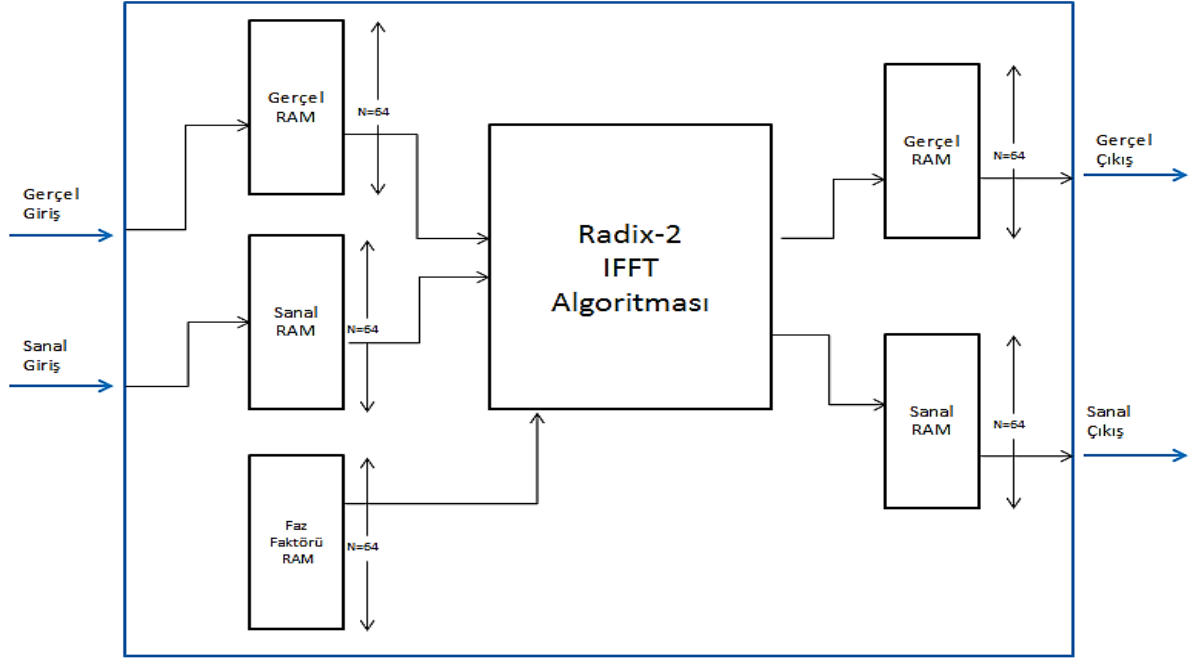 Gerçel
Giriş
Sanal
Giriş
Gerçel
RAM
N=64
Sanal
RAM
N=64
Faz
Faktörü
RAM
N=64
Radix-2
IFFT
Algoritması
Gerçel
RAM
N=64
Sanal
RAM
N=64
Gerçel
Çıkış
Sanal
Çıkış